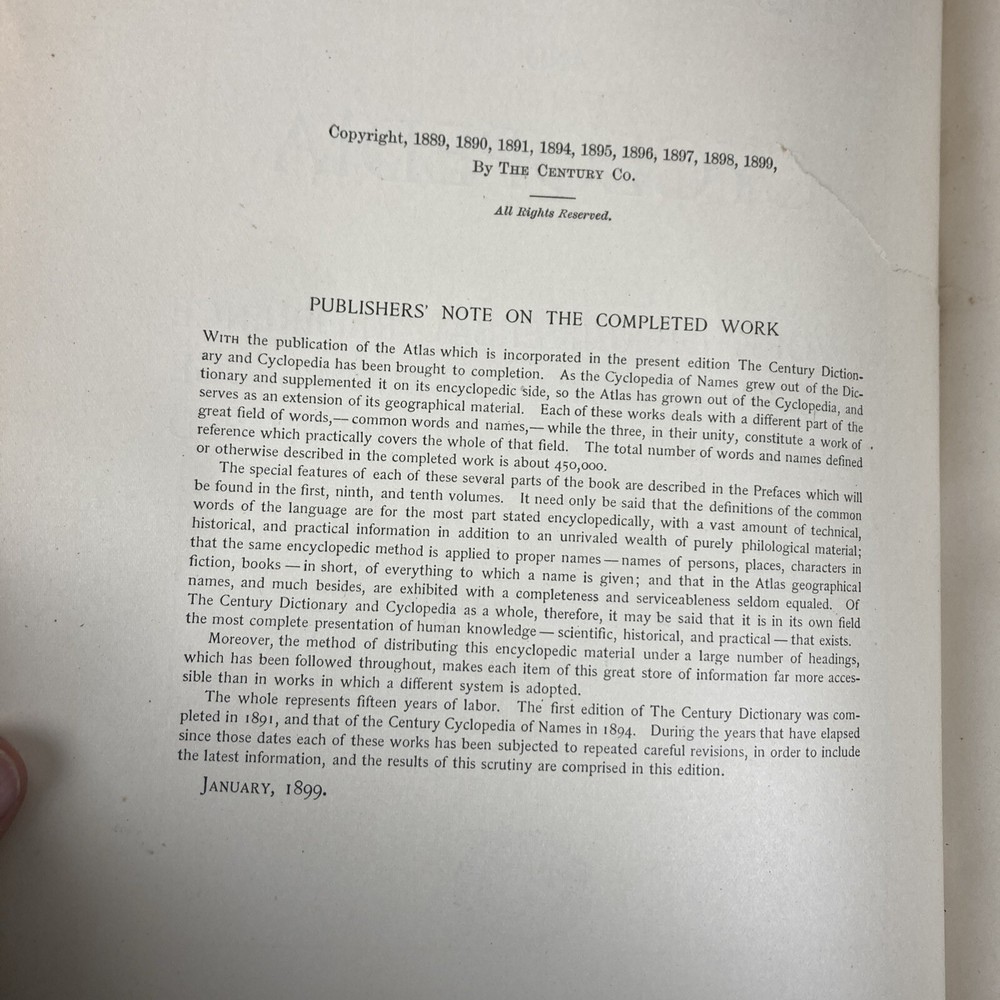 Copyright, 1889, 1890, 1891, 1894, 1895, 1896, 1897, 1898, 1899,
By The Century Co.
All Rights Reserved.
PUBLISHERS' NOTE ON THE COMPLETED WORK
With the publication of the Atlas which is incorporated in the present edition The Century Diction-
ary and Cyclopedia has been brought to completion. As the Cyclopedia of Names grew out of the Dic-
tionary and supplemented it on its encyclopedic side, so the Atlas has grown out of the Cyclopedia, and
serves as an extension of its geographical material. Each of these works deals with a different part of the
great field of words,—common words and names,—while the three, in their unity, constitute a work of
reference which practically covers the whole of that field. The total number of words and names defined
or otherwise described in the completed work is about 450,000.
The special features of each of these several parts of the book are described in the Prefaces which will
be found in the first, ninth, and tenth volumes. It need only be said that the definitions of the common
words of the language are for the most part stated encyclopedically, with a vast amount of technical,
historical, and practical information in addition to an unrivaled wealth of purely philological material;
that the same encyclopedic method is applied to proper names—names of persons, places, characters in
fiction, books—in short, of everything to which a name is given; and that in the Atlas geographical
names, and much besides, are exhibited with a completeness and serviceableness seldom equaled. Of
The Century Dictionary and Cyclopedia as a whole, therefore, it may be said that it is in its own field
the most complete presentation of human knowledge—scientific, historical, and practical—that exists.
Moreover, the method of distributing this encyclopedic material under a large number of headings,
which has been followed throughout, makes each item of this great store of information far more acces-
sible than in works in which a different system is adopted.
The whole represents fifteen years of labor. The first edition of The Century Dictionary was com-
pleted in 1891, and that of the Century Cyclopedia of Names in 1894. During the years that have elapsed
since those dates each of these works has been subjected to repeated careful revisions, in order to include
the latest information, and the results of this scrutiny are comprised in this edition.
January, 1899.